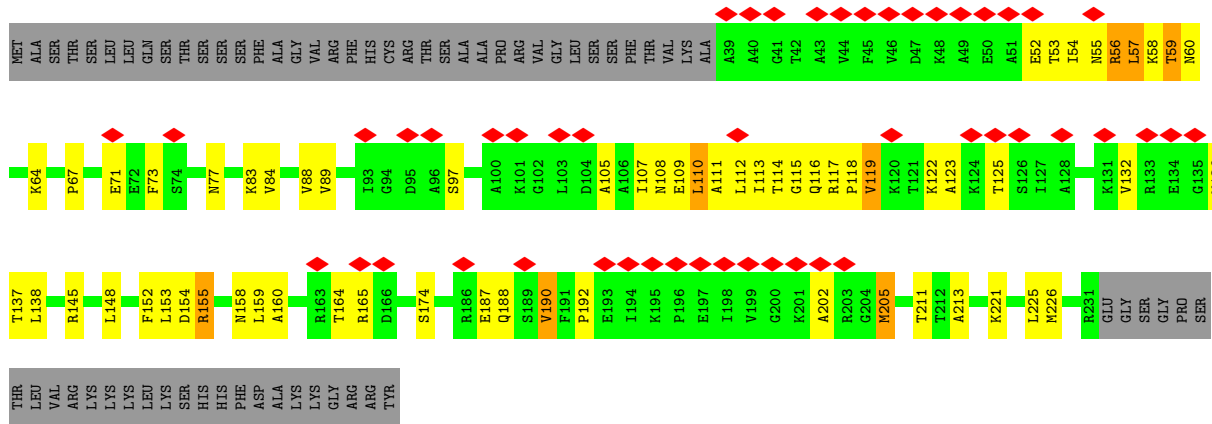 MET ALA THR SER SER LEU LEU GLN SER THR SER SER SER PHE ALA GLY VAL ARG PHE HIS CYS ARG THR SER ALA ALA PRO ARG VAL GLY LEU SER SER PHE THR VAL LYS ALA A39 A40 G41 T42 A43 V44 F45 V46 D47 K48 A49 E50 A51 E52 T53 I54 N55 R56 L57 K58 T59 N60
K64 P67 E71 E72 F73 S74 N77 K83 V84 V88 V89 I93 G94 D95 A96 S97 A100 K101 G102 L103 D104 A105 A106 I107 N108 E109 L110 A111 L112 I113 T114 G115 Q116 R117 P118 V119 K120 T121 K122 A123 K124 T125 S126 I127 A128 K131 V132 R133 E134 G135
T137 L138 R145 L148 F152 L153 D154 R155 N158 L159 A160 R163 T164 R165 D166 S174 R186 E187 Q188 S189 V190 F191 P192 E193 I194 K195 P196 E197 I198 V199 G200 K201 A202 R203 G204 M205 T211 T212 A213 K221 L225 M226 R231 GLU GLY SER GLY PRO SER
THR LEU VAL ARG LYS LYS LYS LEU LYS SER HIS HIS PHE ASP ALA LYS LYS GLY ARG ARG TYR